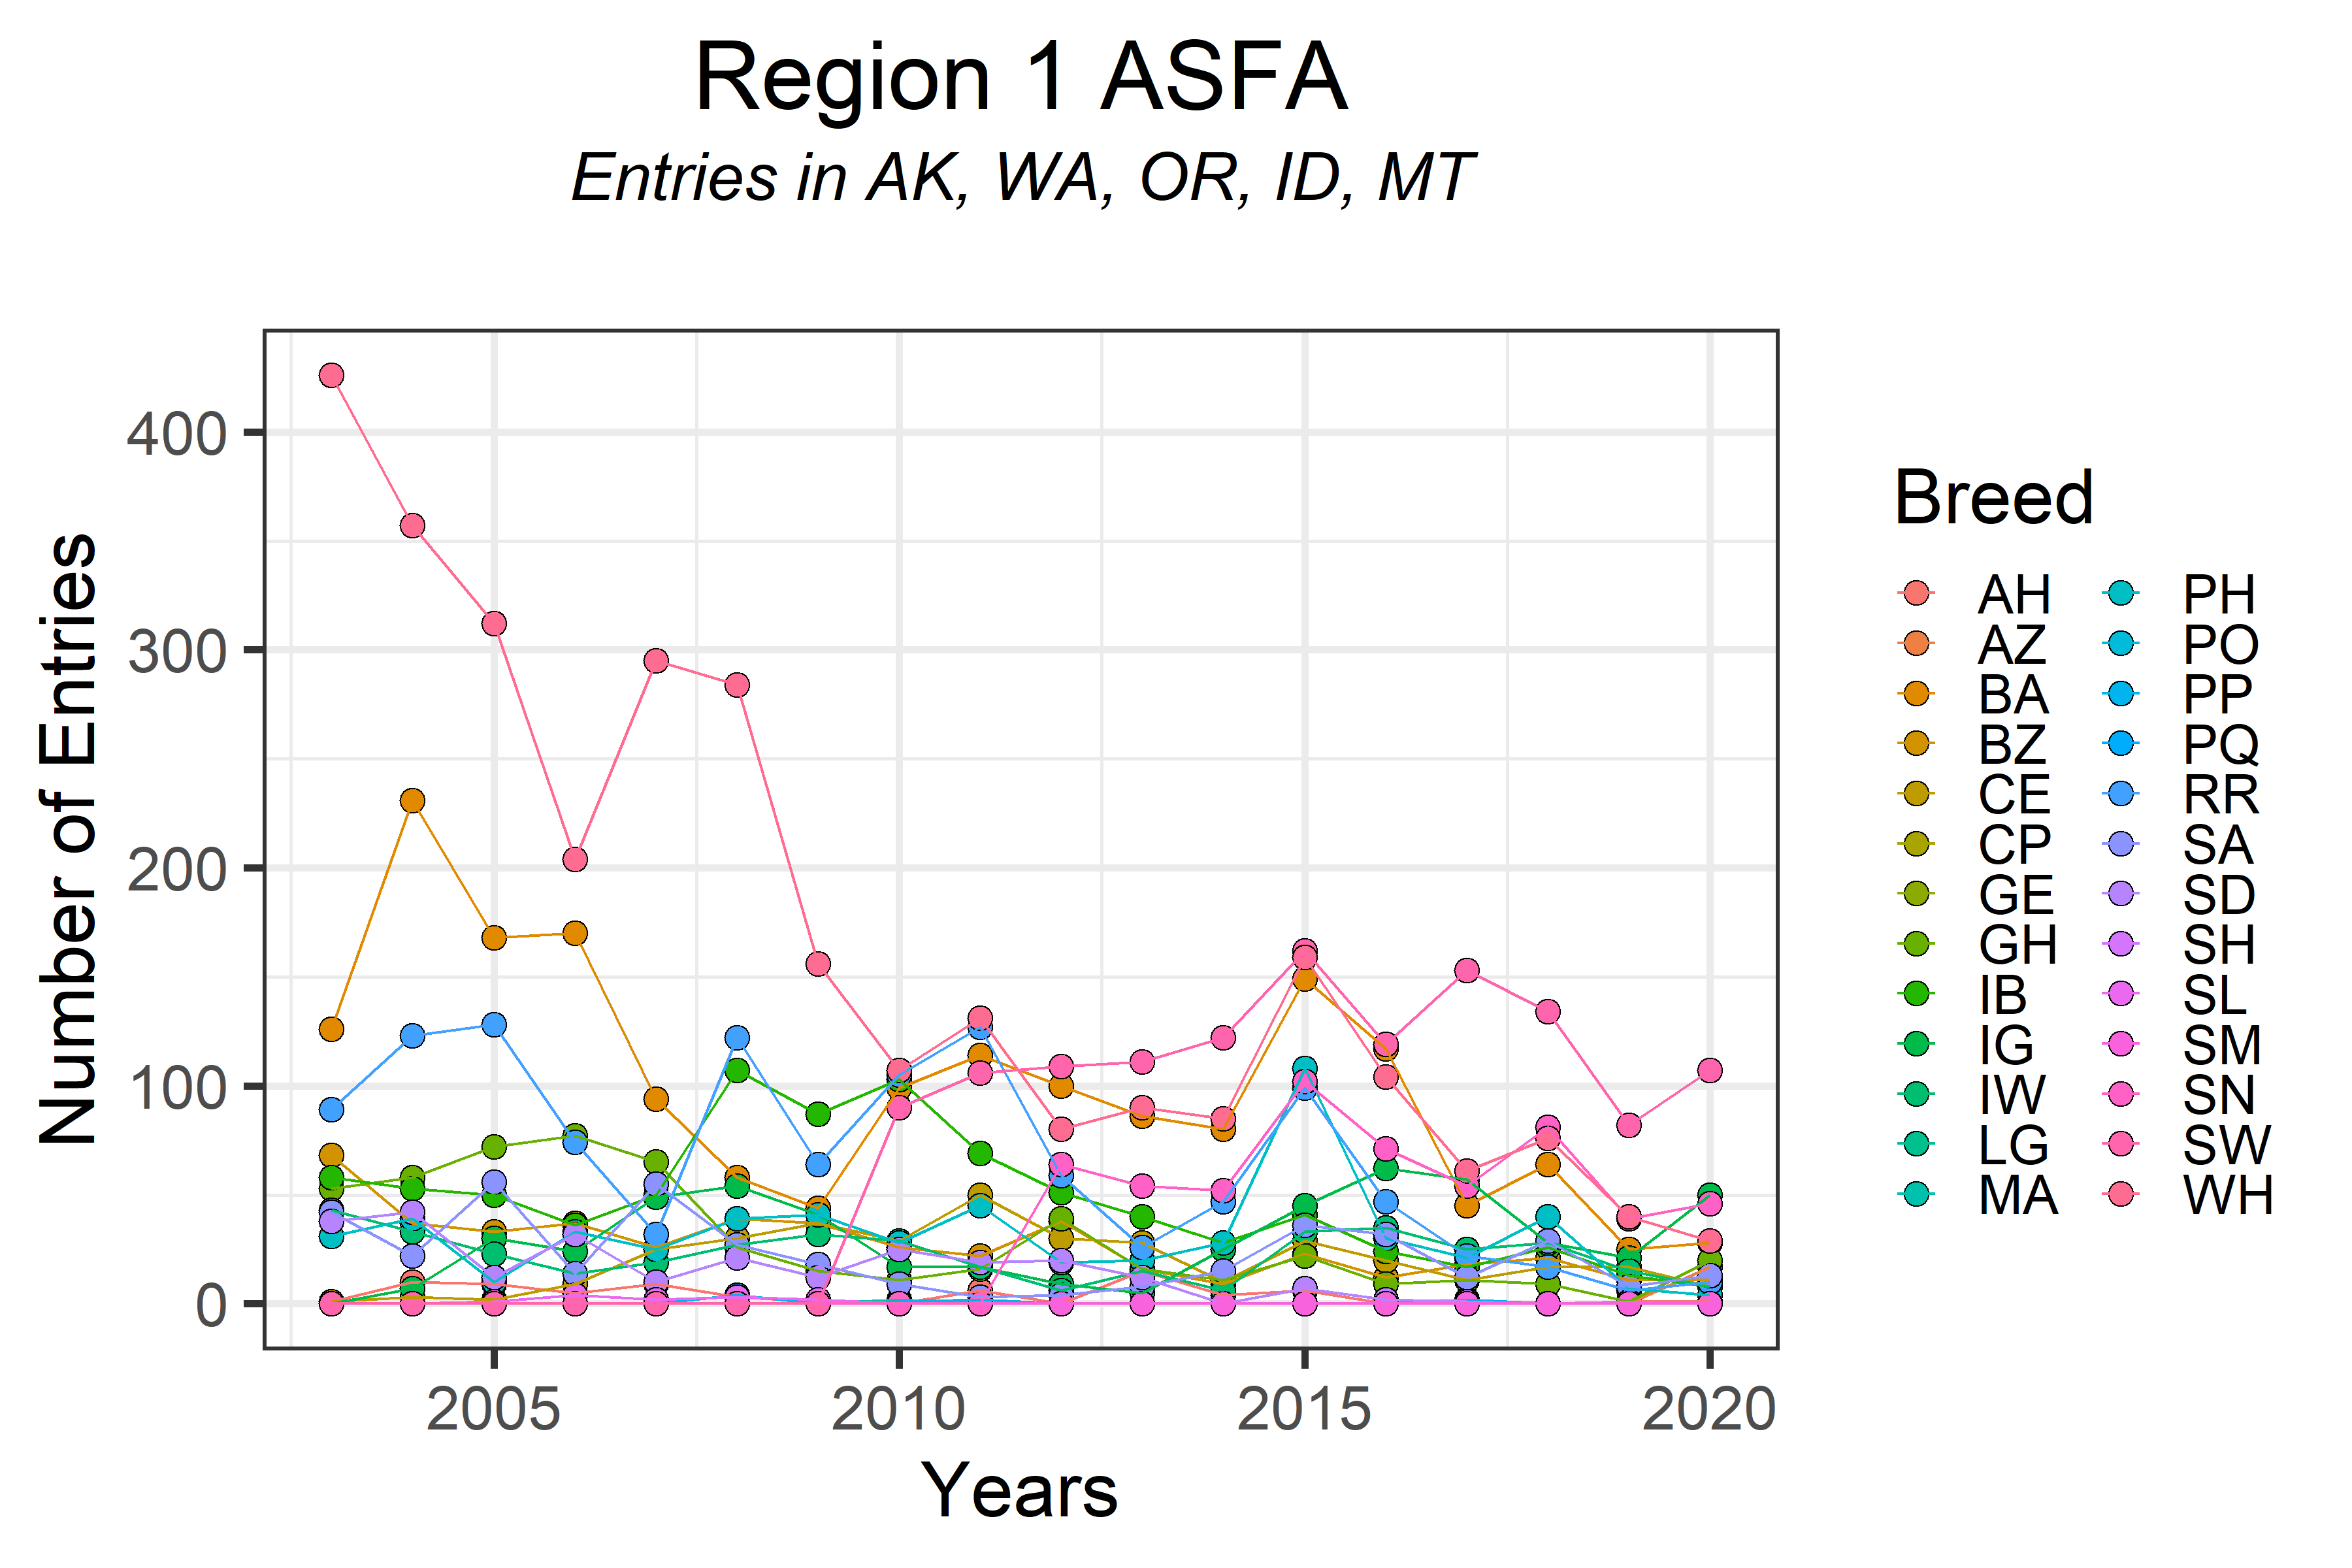 Region 1 ASFA
Entries in AK, WA, OR, ID, MT
Number of Entries
400
300
200
100
0
2005
2010
2015
2020
Years
Breed
AH
AZ
BA
BZ
CE
CP
GE
GH
IB
IG
IW
LG
MA
PH
PO
PP
PQ
RR
SA
SD
SH
SL
SM
SN
SW
WH